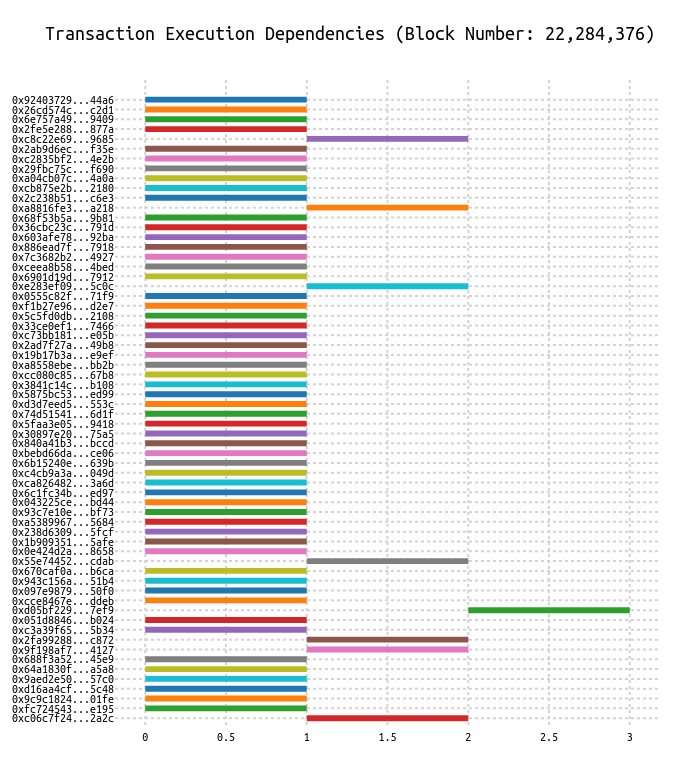 Transaction Execution Dependencies (Block Number: 22,284,376)
0x92403729...44a6
0x26cd574c...c2d1
0x6e757a49...9409
0x2fe5e288...877a
0xc8c22e69...9685
0x2ab9d6ec...f35e
0xc2835bf2...4e2b
0x29fbc75c...f690
0xa04cb07c...4a0a
0xcb875e2b...2180
0x2c238b51...c6e3
0xa8816fe3...a218
0x68f53b5a...9b81
0x36cbc23c...791d
0x603afe78...92ba
0x886ead7f...7918
0x7c3682b2...4927
0xceea8b58...4bed
0x6901d19d...7912
0xe283ef09...5c0c
0x0555c82f...71f9
0xf1b27e96...d2e7
0x5c5fd0db...2108
0x33ce0ef1...7466
0xc73bb181...e05b
0x2ad7f27a...49b8
0x19b17b3a...e9ef
0xa8558ebe...bb2b
0xcc080c85...67b8
0x3841c14c...b108
0x5875bc53...ed99
0xd3d7eed5...553c
0x74d51541...6d1f
0x5faa3e05...9418
0x30897e20...75a5
0x840a41b3...bccd
0xbebd66da...ce06
0x6b15240e...639b
0xc4cb9a3a...049d
0xca826482...3a6d
0x6c1fc34b...ed97
0x043225ce...bd44
0x93c7e10e...bf73
0xa5389967...5684
0x238d6309...5fcf
0x1b909351...5afe
0x0e424d2a...8658
0x55e74452...cdab
0x670caf0a...b6ca
0x943c156a...51b4
0x097e9879...50f0
0xcce8467e...ddeb
0xd05bf229...7ef9
0x051d8846...b024
0xc3a39f65...5b34
0x2fa99288...c872
0x9f198af7...4127
0x688f3a52...45e9
0x64a1830f...a5a8
0x9aed2e50...57c0
0xd16aa4cf...5c48
0x9c9c1824...01fe
0xfc724543...e195
0xc06c7f24...2a2c
0 0.5 1 1.5 2 2.5 3